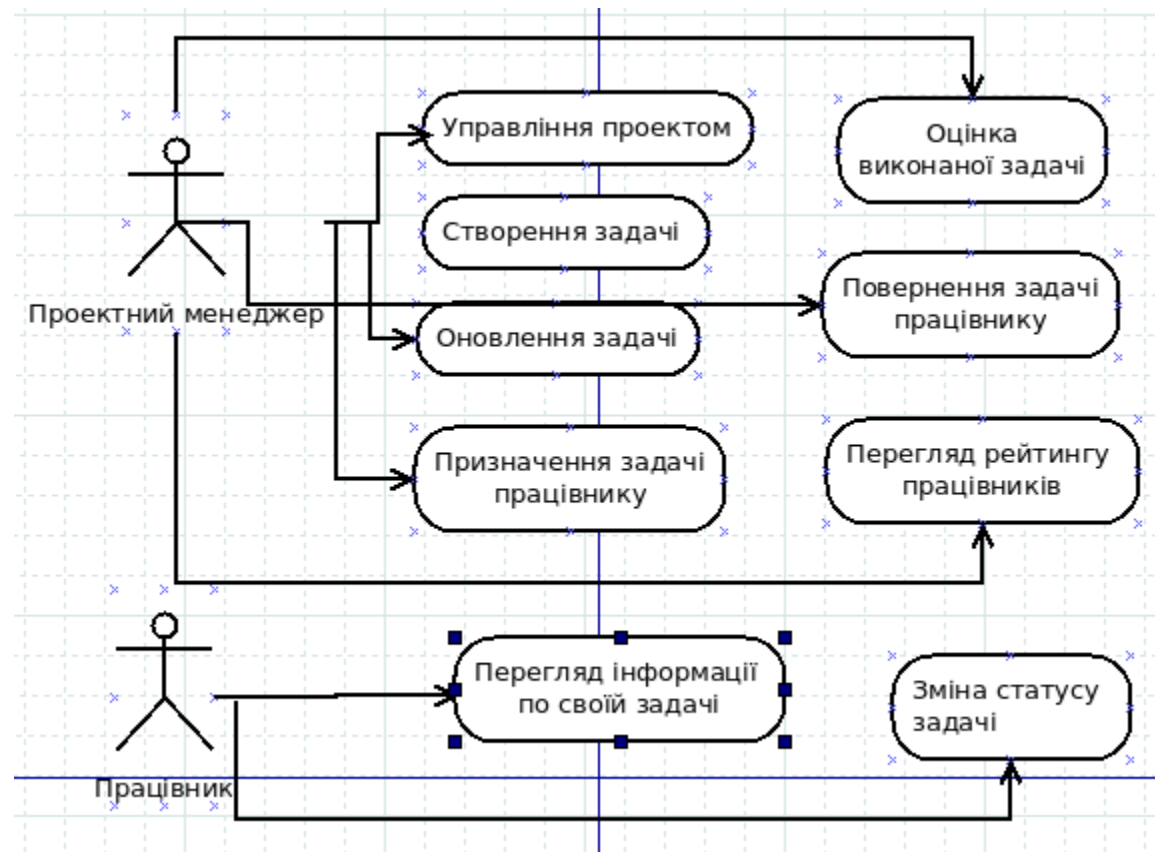 Управління проектом
Оцінка
виконаної задачі
Створення задачі
Повернення задачі
працівнику
Проектний менеджер
Оновлення задачі
Призначення задачі
працівнику
Перегляд рейтингу
працівників
Перегляд інформації
по своїй задачі
Зміна статусу
задачі
Працівник